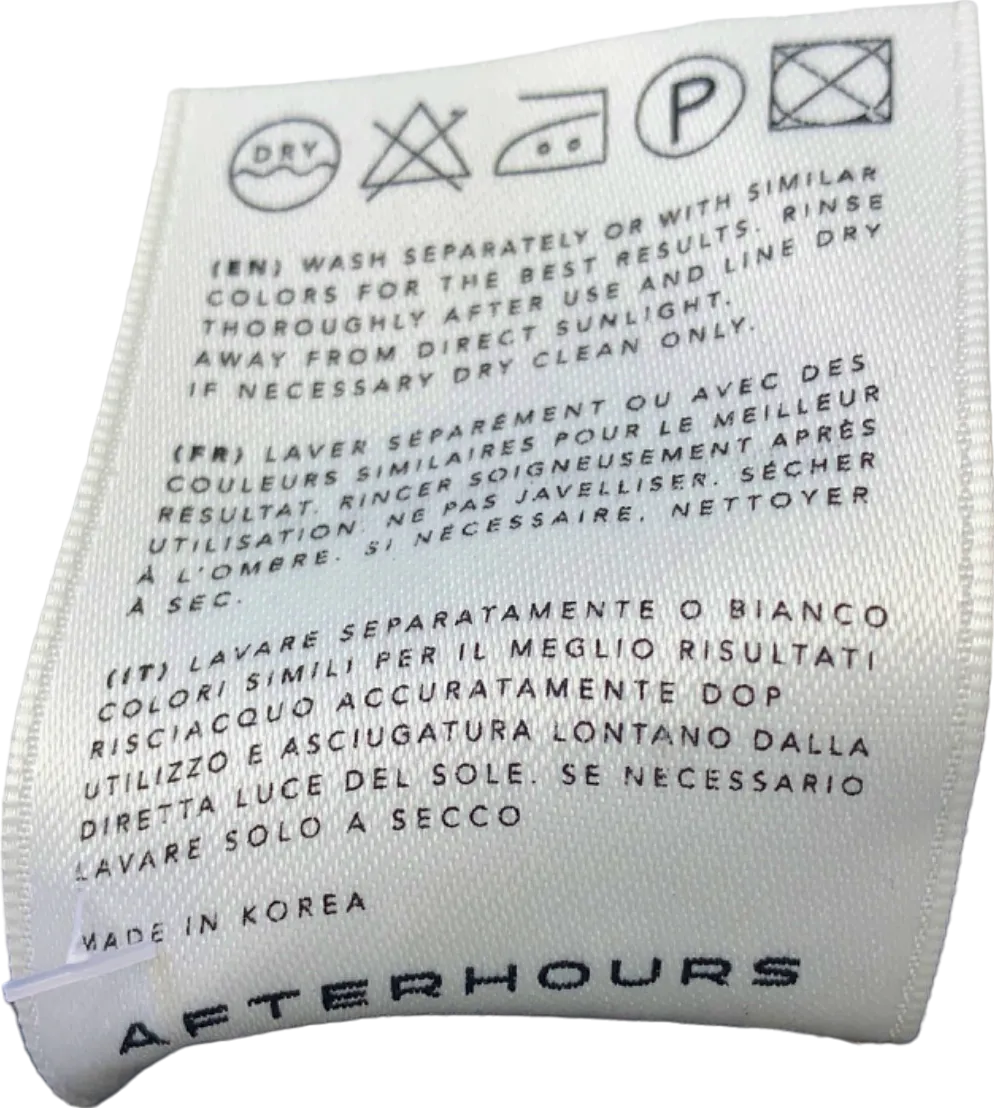 DRY
P
(EN) WASH SEPARATELY OR WITH SIMILAR
COLORS FOR THE BEST RESULTS. RINSE
THOROUGHLY AFTER USE AND LINE DRY
AWAY FROM DIRECT SUNLIGHT.
IF NECESSARY DRY CLEAN ONLY.
(FR) LAVER SÉPARÉMENT OU AVEC DES
COULEURS SIMILAIRES POUR LE MEILLEUR
RÉSULTAT. RINCER SOIGNEUSEMENT APRÈS
UTILISATION. NE PAS JAVELLISER. SÉCHER
À L'OMBRE. SI NÉCESSAIRE, NETTOYER
À SEC.
(IT) LAVARE SEPARATAMENTE O BIANCO
COLORI SIMILI PER IL MEGLIO RISULTATI
RISCIACQUO ACCURATAMENTE DOP
UTILIZZO E ASCIUGATURA LONTANO DALLA
DIRETTA LUCE DEL SOLE. SE NECESSARIO
LAVARE SOLO A SECCO
MADE IN KOREA
AFTERHOURS